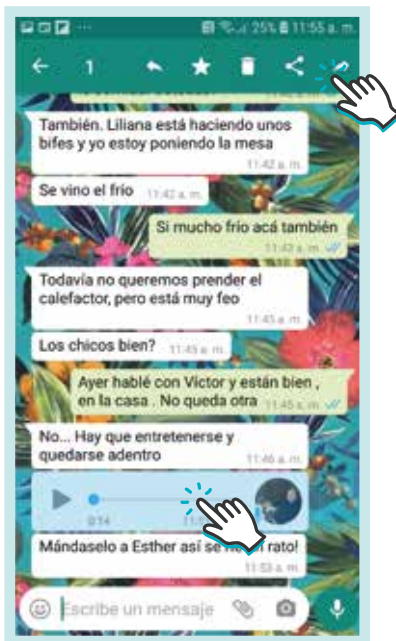 25% 11:55 a. m.
1
También. Liliana está haciendo unos
bifes y yo estoy poniendo la mesa
11:42 a. m.
Se vino el frío 11:42 a. m.
Si mucho frio acá también
11:43 a. m.
Todavía no queremos prender el
calefactor, pero está muy feo
11:45 a. m.
Los chicos bien? 11:45 a. m.
Ayer hablé con Victor y están bien ,
en la casa . No queda otra 11:45 a. m.
No... Hay que entretenerse y
quedarse adentro 11:46 a. m.
0:14
Mándaselo a Esther así se rato!
11:53 a. m.
Escribe un mensaje